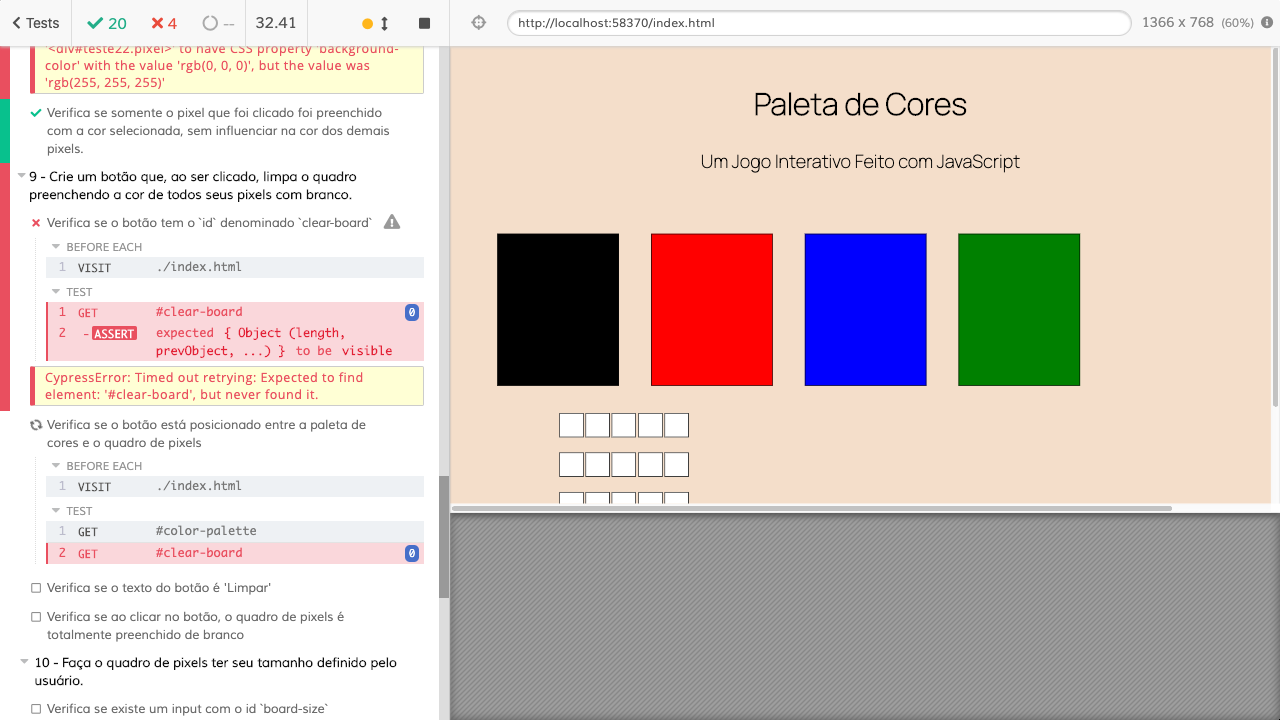 Tests
20
4
--
32.41
http://localhost:58370/index.html
1366 x 768 (60%)
'<div#teste22.pixel>' to have CSS property 'background-
color' with the value 'rgb(0, 0, 0)', but the value was
'rgb(255, 255, 255)'
Verifica se somente o pixel que foi clicado foi preenchido
com a cor selecionada, sem influenciar na cor dos demais
pixels.
9 - Crie um botão que, ao ser clicado, limpa o quadro
preenchendo a cor de todos seus pixels com branco.
Verifica se o botão tem o `id` denominado `clear-board`
BEFORE EACH
1 VISIT ./index.html
TEST
1 GET #clear-board 0
2 -ASSERT expected { Object (length,
prevObject, ...) } to be visible
CypressError: Timed out retrying: Expected to find
element: '#clear-board', but never found it.
Verifica se o botão está posicionado entre a paleta de
cores e o quadro de pixels
BEFORE EACH
1 VISIT ./index.html
TEST
1 GET #color-palette
2 GET #clear-board 0
Verifica se o texto do botão é 'Limpar'
Verifica se ao clicar no botão, o quadro de pixels é
totalmente preenchido de branco
10 - Faça o quadro de pixels ter seu tamanho definido pelo
usuário.
Verifica se existe um input com o id `board-size`
Paleta de Cores
Um Jogo Interativo Feito com JavaScript